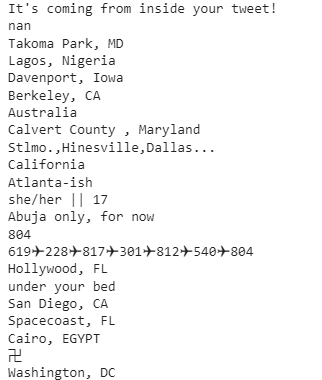 It's coming from inside your tweet!
nan
Takoma Park, MD
Lagos, Nigeria
Davenport, Iowa
Berkeley, CA
Australia
Calvert County , Maryland
Stlmo.,Hinesville,Dallas...
California
Atlanta-ish
she/her || 17
Abuja only, for now
804
619✈228✈817✈301✈812✈540✈804
Hollywood, FL
under your bed
San Diego, CA
Spacecoast, FL
Cairo, EGYPT
卍
Washington, DC